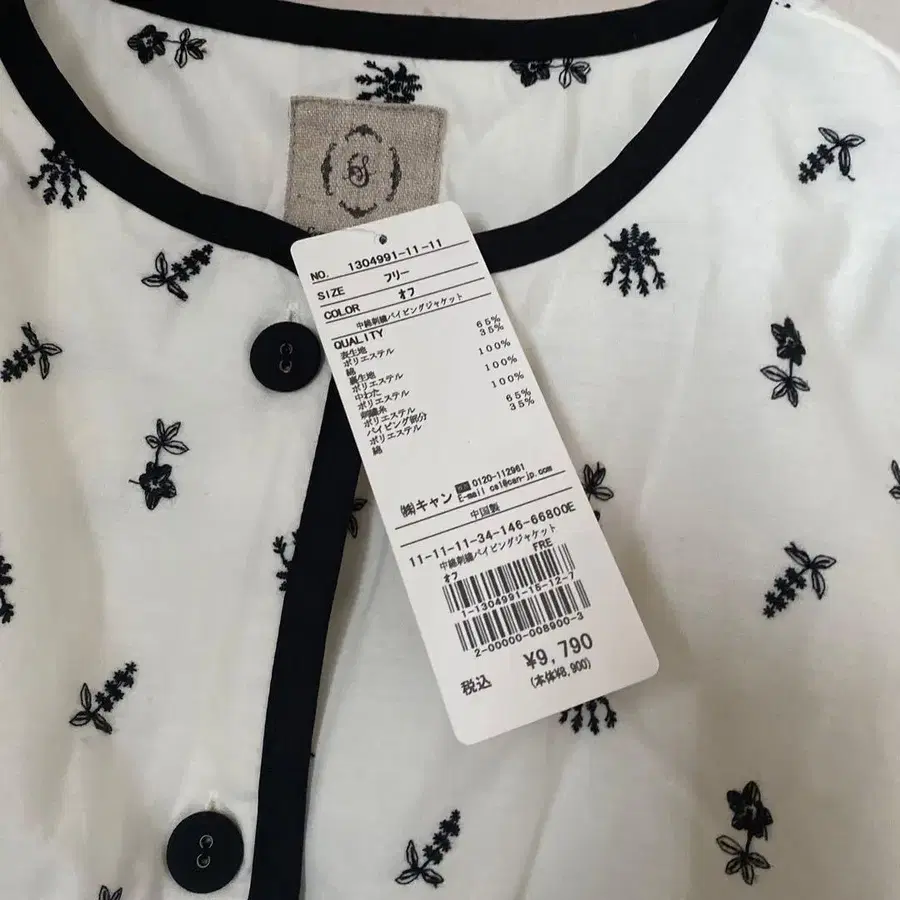 NO. 1304991-11-11
SIZE フリー
COLOR オフ
中綿刺繍パイピングジャケット
QUALITY
表生地
ポリエステル 65%
綿 35%
裏生地
ポリエステル 100%
中わた
ポリエステル 100%
刺繍糸
ポリエステル 100%
パイピング部分
ポリエステル 65%
綿 35%
㈱キャン 0120-112961
E-mail cs1@can-jp.com
中国製
11-11-11-34-146-66800E
中綿刺繍パイピングジャケット
オフ FRE
1-1304991-15-12-7
2-00000-008900-3
¥9,790
税込 (本体¥8,900)